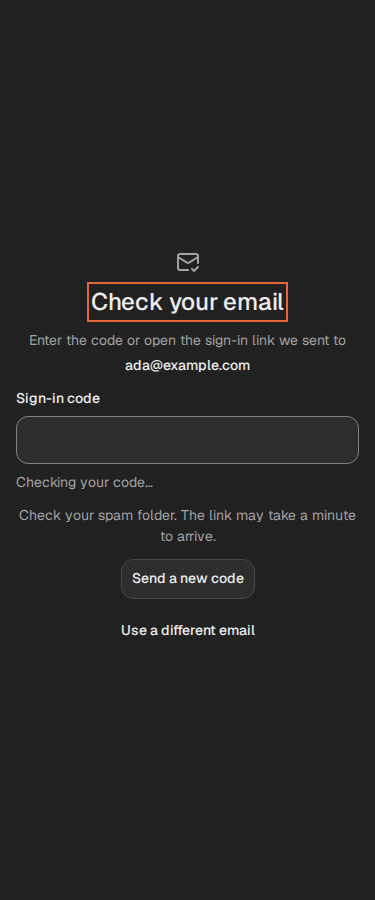 Check your email
Enter the code or open the sign-in link we sent to
ada@example.com
Sign-in code
Checking your code…
Check your spam folder. The link may take a minute
to arrive.
Send a new code
Use a different email